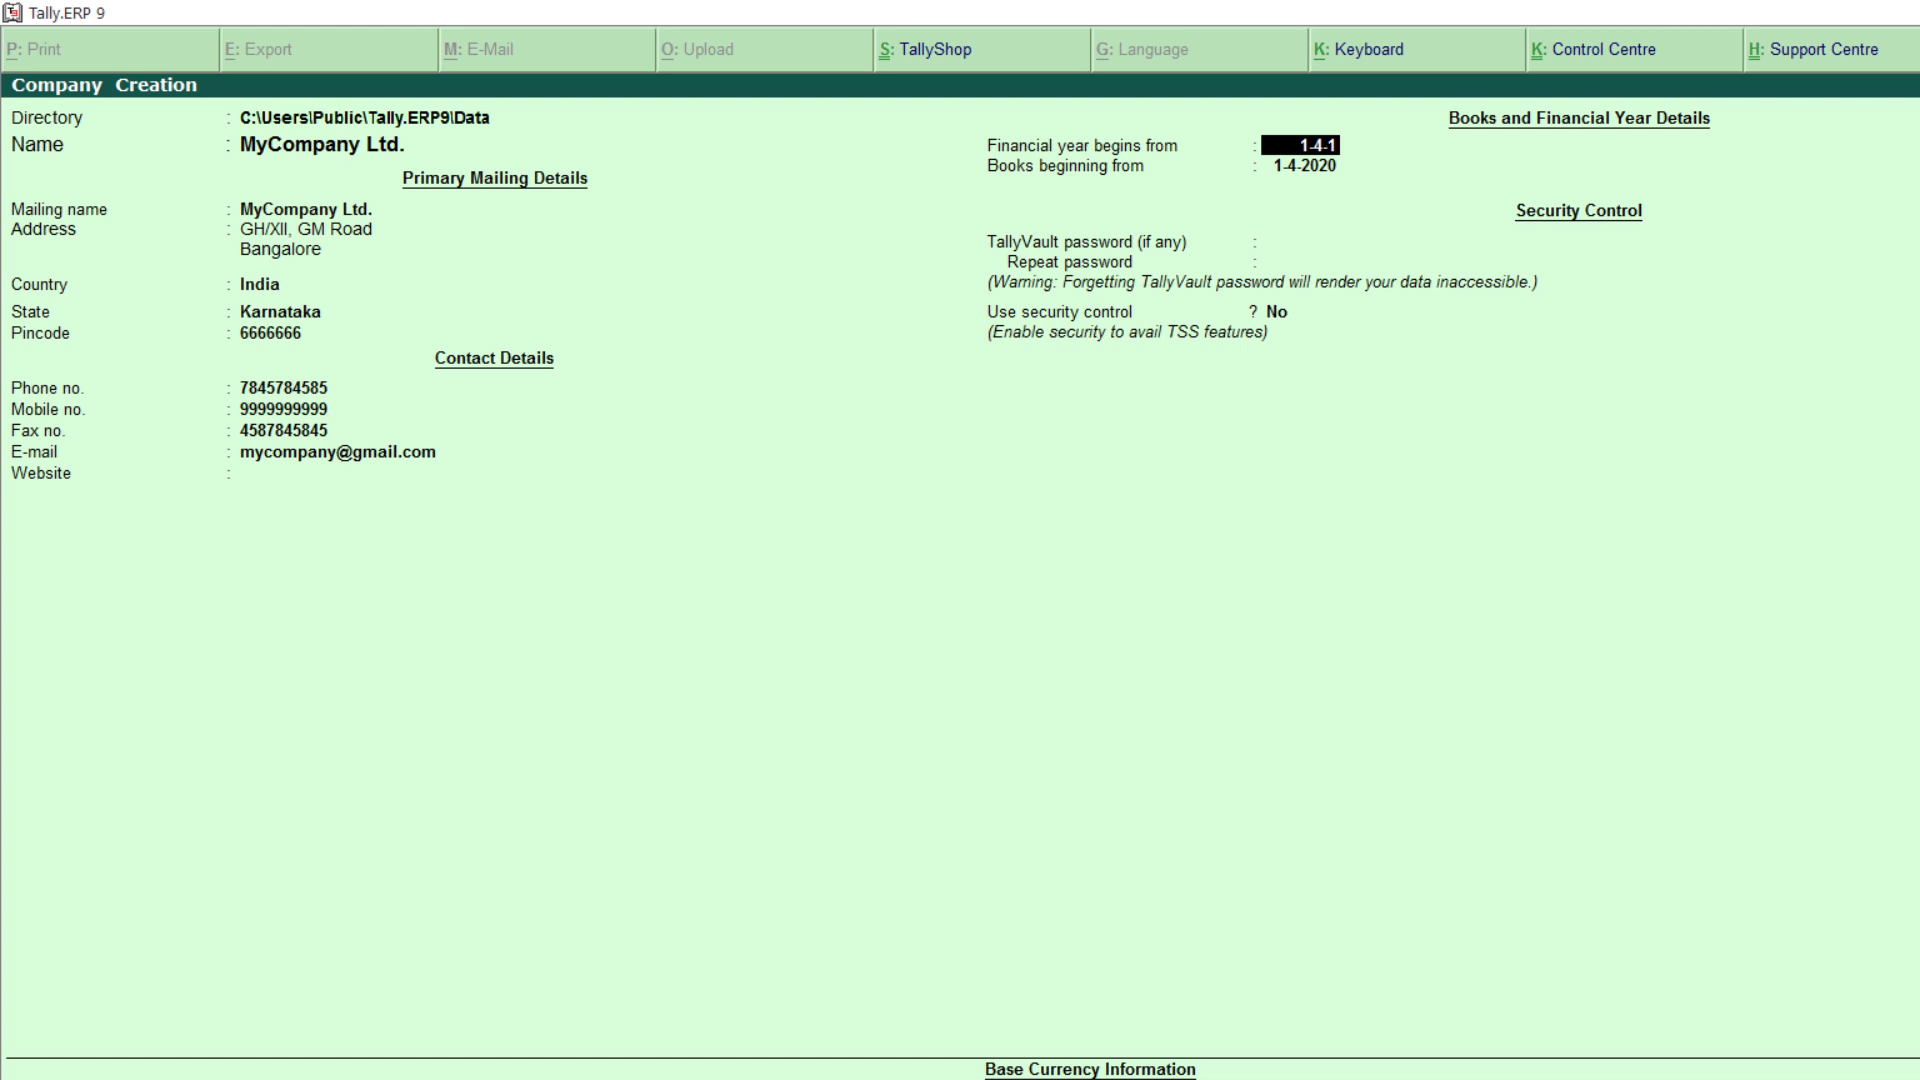 Tally.ERP 9
P: Print E: Export M: E-Mail O: Upload S: TallyShop G: Language K: Keyboard K: Control Centre H: Support Centre
Company Creation
Directory : C:\Users\Public\Tally.ERP9\Data
Name : MyCompany Ltd.
Primary Mailing Details
Mailing name : MyCompany Ltd.
Address : GH/XII, GM Road
Bangalore
Country : India
State : Karnataka
Pincode : 6666666
Contact Details
Phone no. : 7845784585
Mobile no. : 9999999999
Fax no. : 4587845845
E-mail : mycompany@gmail.com
Website :
Books and Financial Year Details
Financial year begins from : 1-4-1
Books beginning from : 1-4-2020
Security Control
TallyVault password (if any) :
Repeat password :
(Warning: Forgetting TallyVault password will render your data inaccessible.)
Use security control ? No
(Enable security to avail TSS features)
Base Currency Information